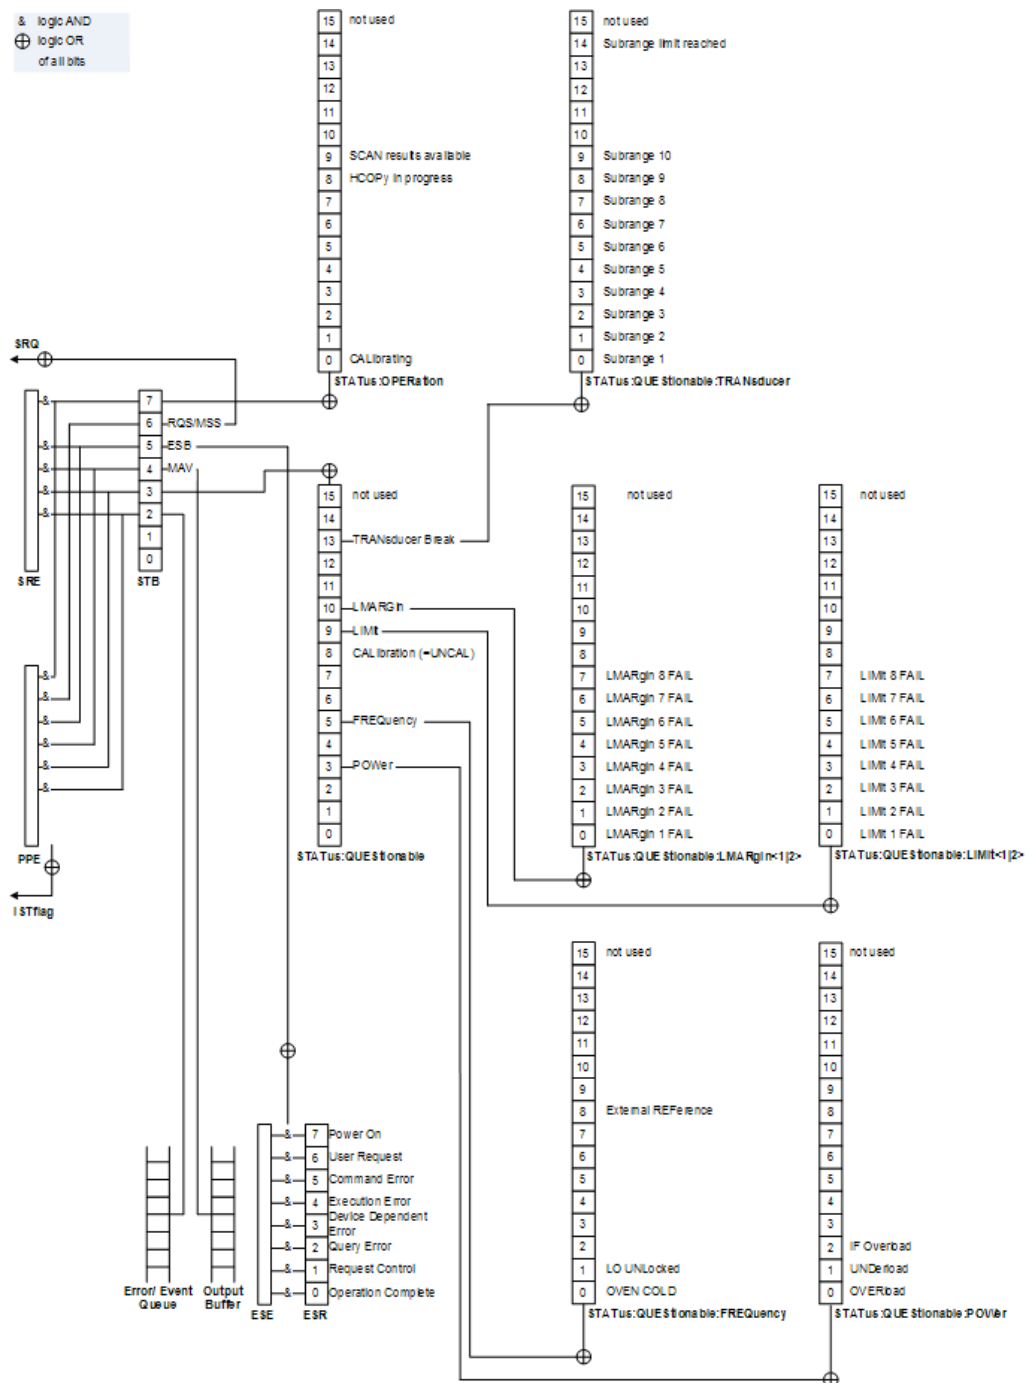 & logic AND
logic OR
of all bits
15 not used
14
13
12
11
10
9 SCAN results available
8 HCOPy in progress
7
6
5
4
3
2
1
0 CALibrating
STATus:OPERation
15 not used
14 Subrange limit reached
13
12
11
10
9 Subrange 10
8 Subrange 9
7 Subrange 8
6 Subrange 7
5 Subrange 6
4 Subrange 5
3 Subrange 4
2 Subrange 3
1 Subrange 2
0 Subrange 1
STATus:QUEStionable:TRANsducer
SRQ
& 7
6 RQS/MSS
& 5 ESB
& 4 MAV
& 3
& 2
1
0
SRE STB
&
&
&
&
&
&
PPE
ISTflag
15 not used
14
13 TRANsducer Break
12
11
10 LMARGin
9 LIMit
8 CALibration (=UNCAL)
7
6
5 FREQuency
4
3 POWer
2
1
0
STATus:QUEStionable
15 not used
14
13
12
11
10
9
8
7 LMARgin 8 FAIL
6 LMARgin 7 FAIL
5 LMARgin 6 FAIL
4 LMARgin 5 FAIL
3 LMARgin 4 FAIL
2 LMARgin 3 FAIL
1 LMARgin 2 FAIL
0 LMARgin 1 FAIL
STATus:QUEStionable:LMARgin<1|2>
15 not used
14
13
12
11
10
9
8
7 LIMit 8 FAIL
6 LIMit 7 FAIL
5 LIMit 6 FAIL
4 LIMit 5 FAIL
3 LIMit 4 FAIL
2 LIMit 3 FAIL
1 LIMit 2 FAIL
0 LIMit 1 FAIL
STATus:QUEStionable:LIMit<1|2>
15 not used
14
13
12
11
10
9
8 External REFerence
7
6
5
4
3
2
1 LO UNLocked
0 OVEN COLD
STATus:QUEStionable:FREQuency
15 not used
14
13
12
11
10
9
8
7
6
5
4
3
2 IF Overload
1 UNDerload
0 OVERload
STATus:QUEStionable:POWer
Error/ Event
Queue
Output
Buffer
& 7 Power On
& 6 User Request
& 5 Command Error
& 4 Execution Error
& 3 Device Dependent
Error
& 2 Query Error
& 1 Request Control
& 0 Operation Complete
ESE ESR